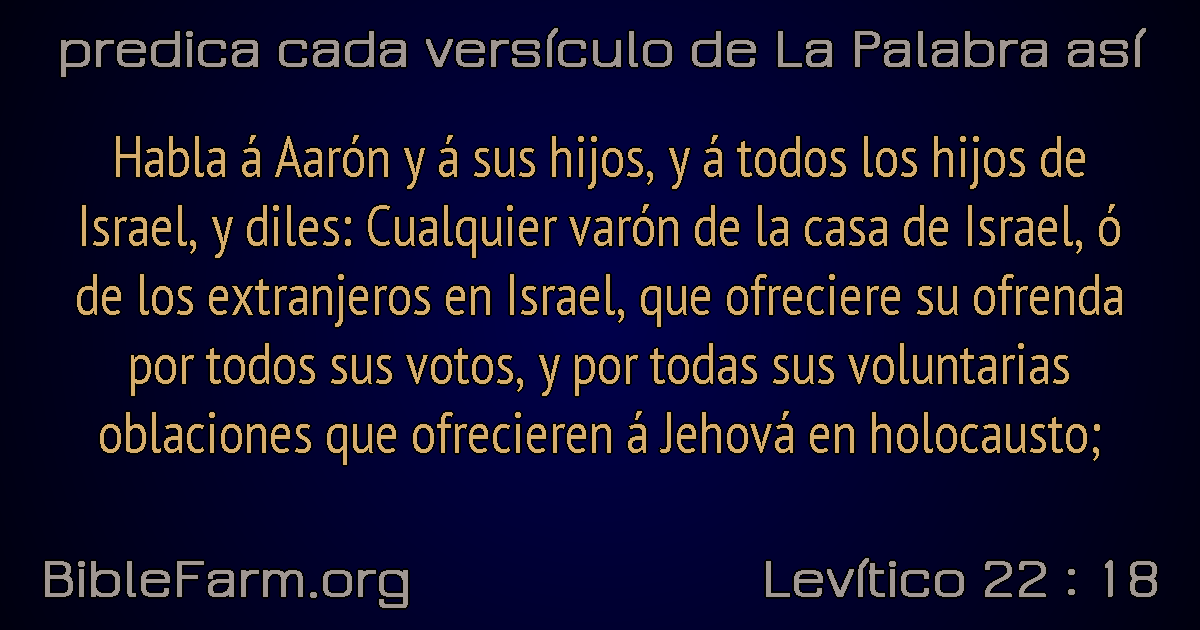 predica cada versículo de La Palabra así
Habla á Aarón y á sus hijos, y á todos los hijos de
Israel, y diles: Cualquier varón de la casa de Israel, ó
de los extranjeros en Israel, que ofreciere su ofrenda
por todos sus votos, y por todas sus voluntarias
oblaciones que ofrecieren á Jehová en holocausto;
BibleFarm.org
Levítico 22 : 18